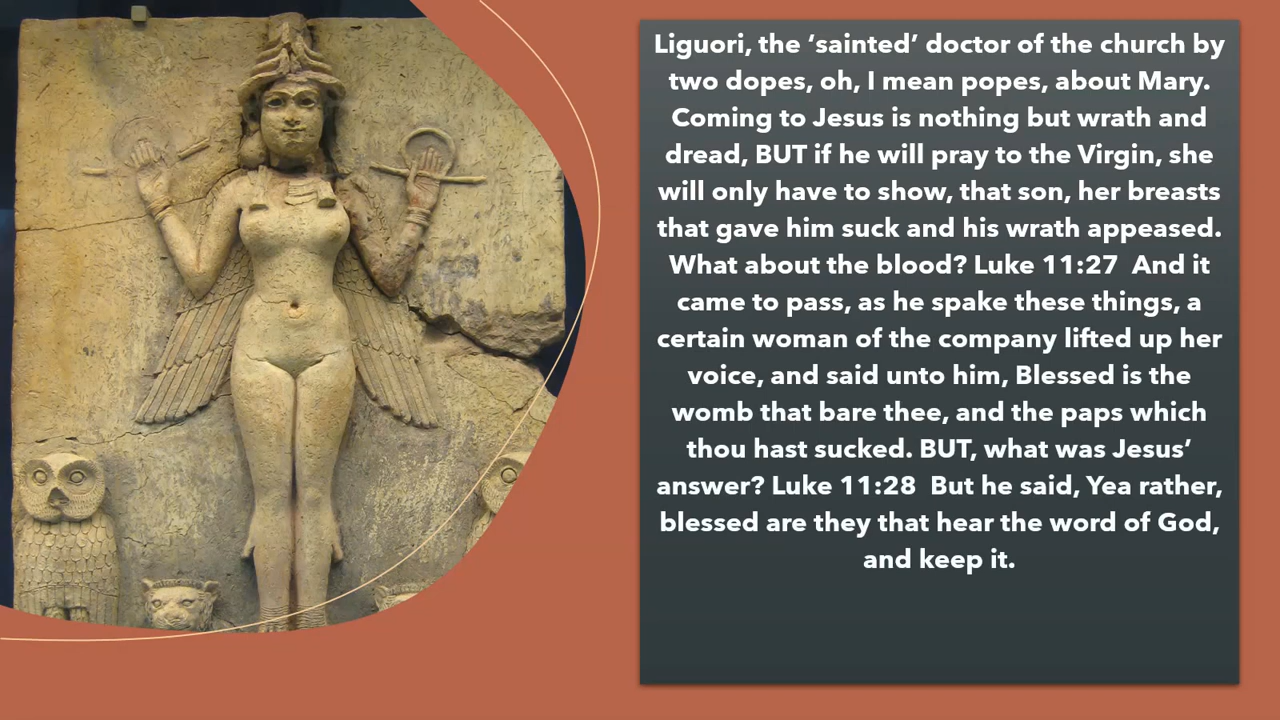 Liguori, the ‘sainted’ doctor of the church by
two dopes, oh, I mean popes, about Mary.
Coming to Jesus is nothing but wrath and
dread, BUT if he will pray to the Virgin, she
will only have to show, that son, her breasts
that gave him suck and his wrath appeased.
What about the blood? Luke 11:27  And it
came to pass, as he spake these things, a
certain woman of the company lifted up her
voice, and said unto him, Blessed is the
womb that bare thee, and the paps which
thou hast sucked. BUT, what was Jesus’
answer? Luke 11:28  But he said, Yea rather,
blessed are they that hear the word of God,
and keep it.